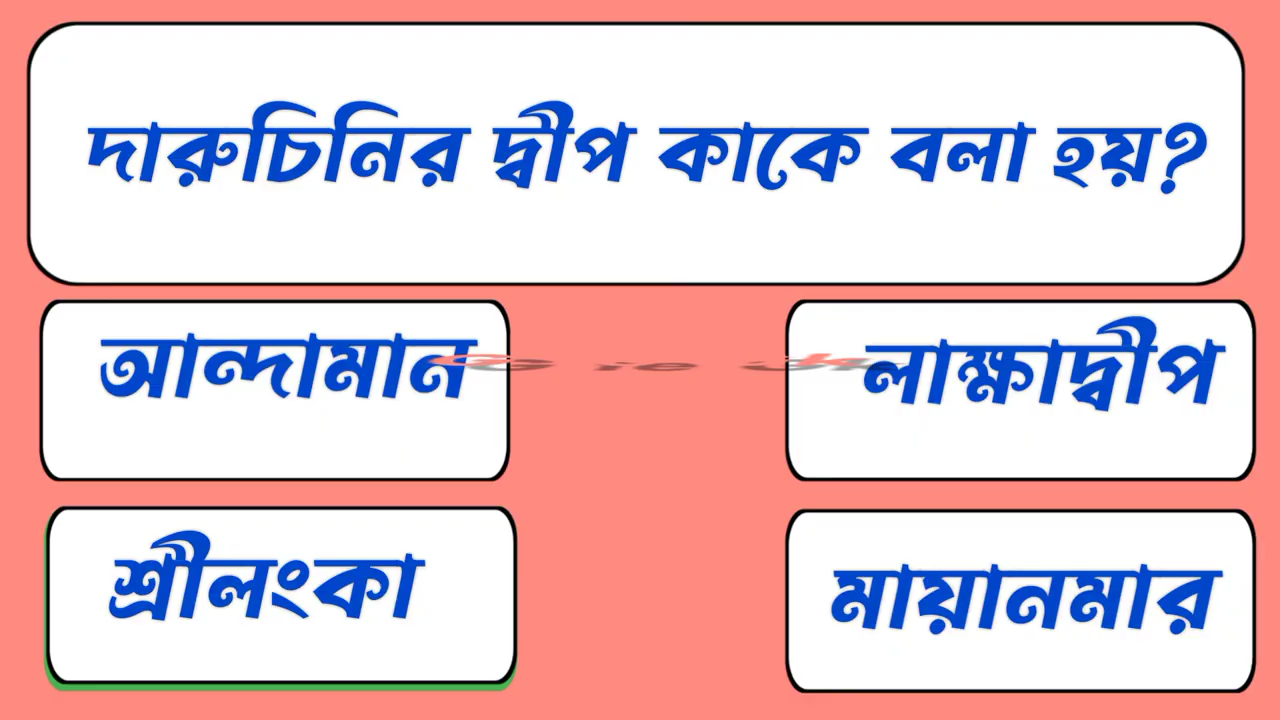 দারুচিনির দ্বীপ কাকে বলা হয়?
আন্দামান
লাক্ষাদ্বীপ
শ্রীলংকা
মায়ানমার